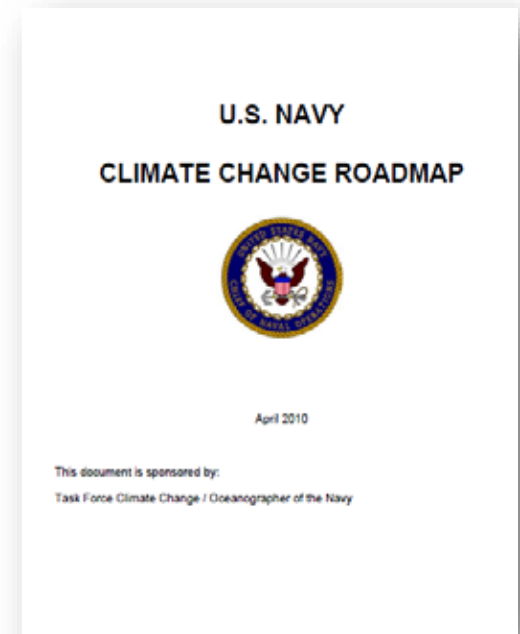 U.S. NAVY
CLIMATE CHANGE ROADMAP
UNITED STATES NAVY
CHIEF OF NAVAL OPERATIONS
April 2010
This document is sponsored by:
Task Force Climate Change / Oceanographer of the Navy